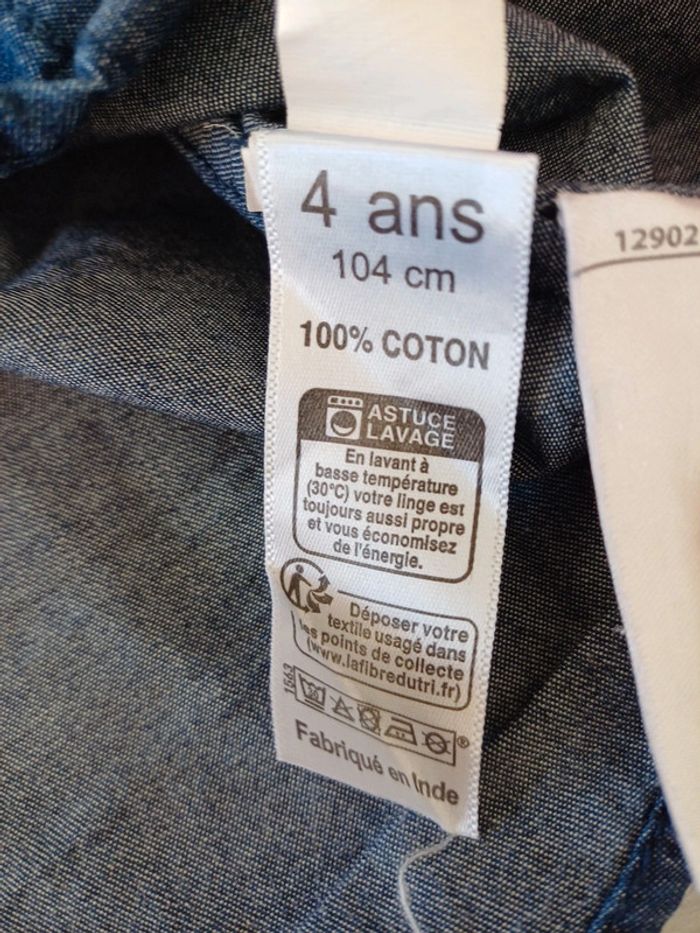 4 ans
104 cm
100% COTON
ASTUCE
LAVAGE
En lavant à
basse température
(30°C) votre linge est
toujours aussi propre
et vous économisez
de l'énergie.
Déposer votre
textile usagé dans
les points de collecte
(www.lafibredutri.fr)
1563
®
Fabriqué en Inde
12902